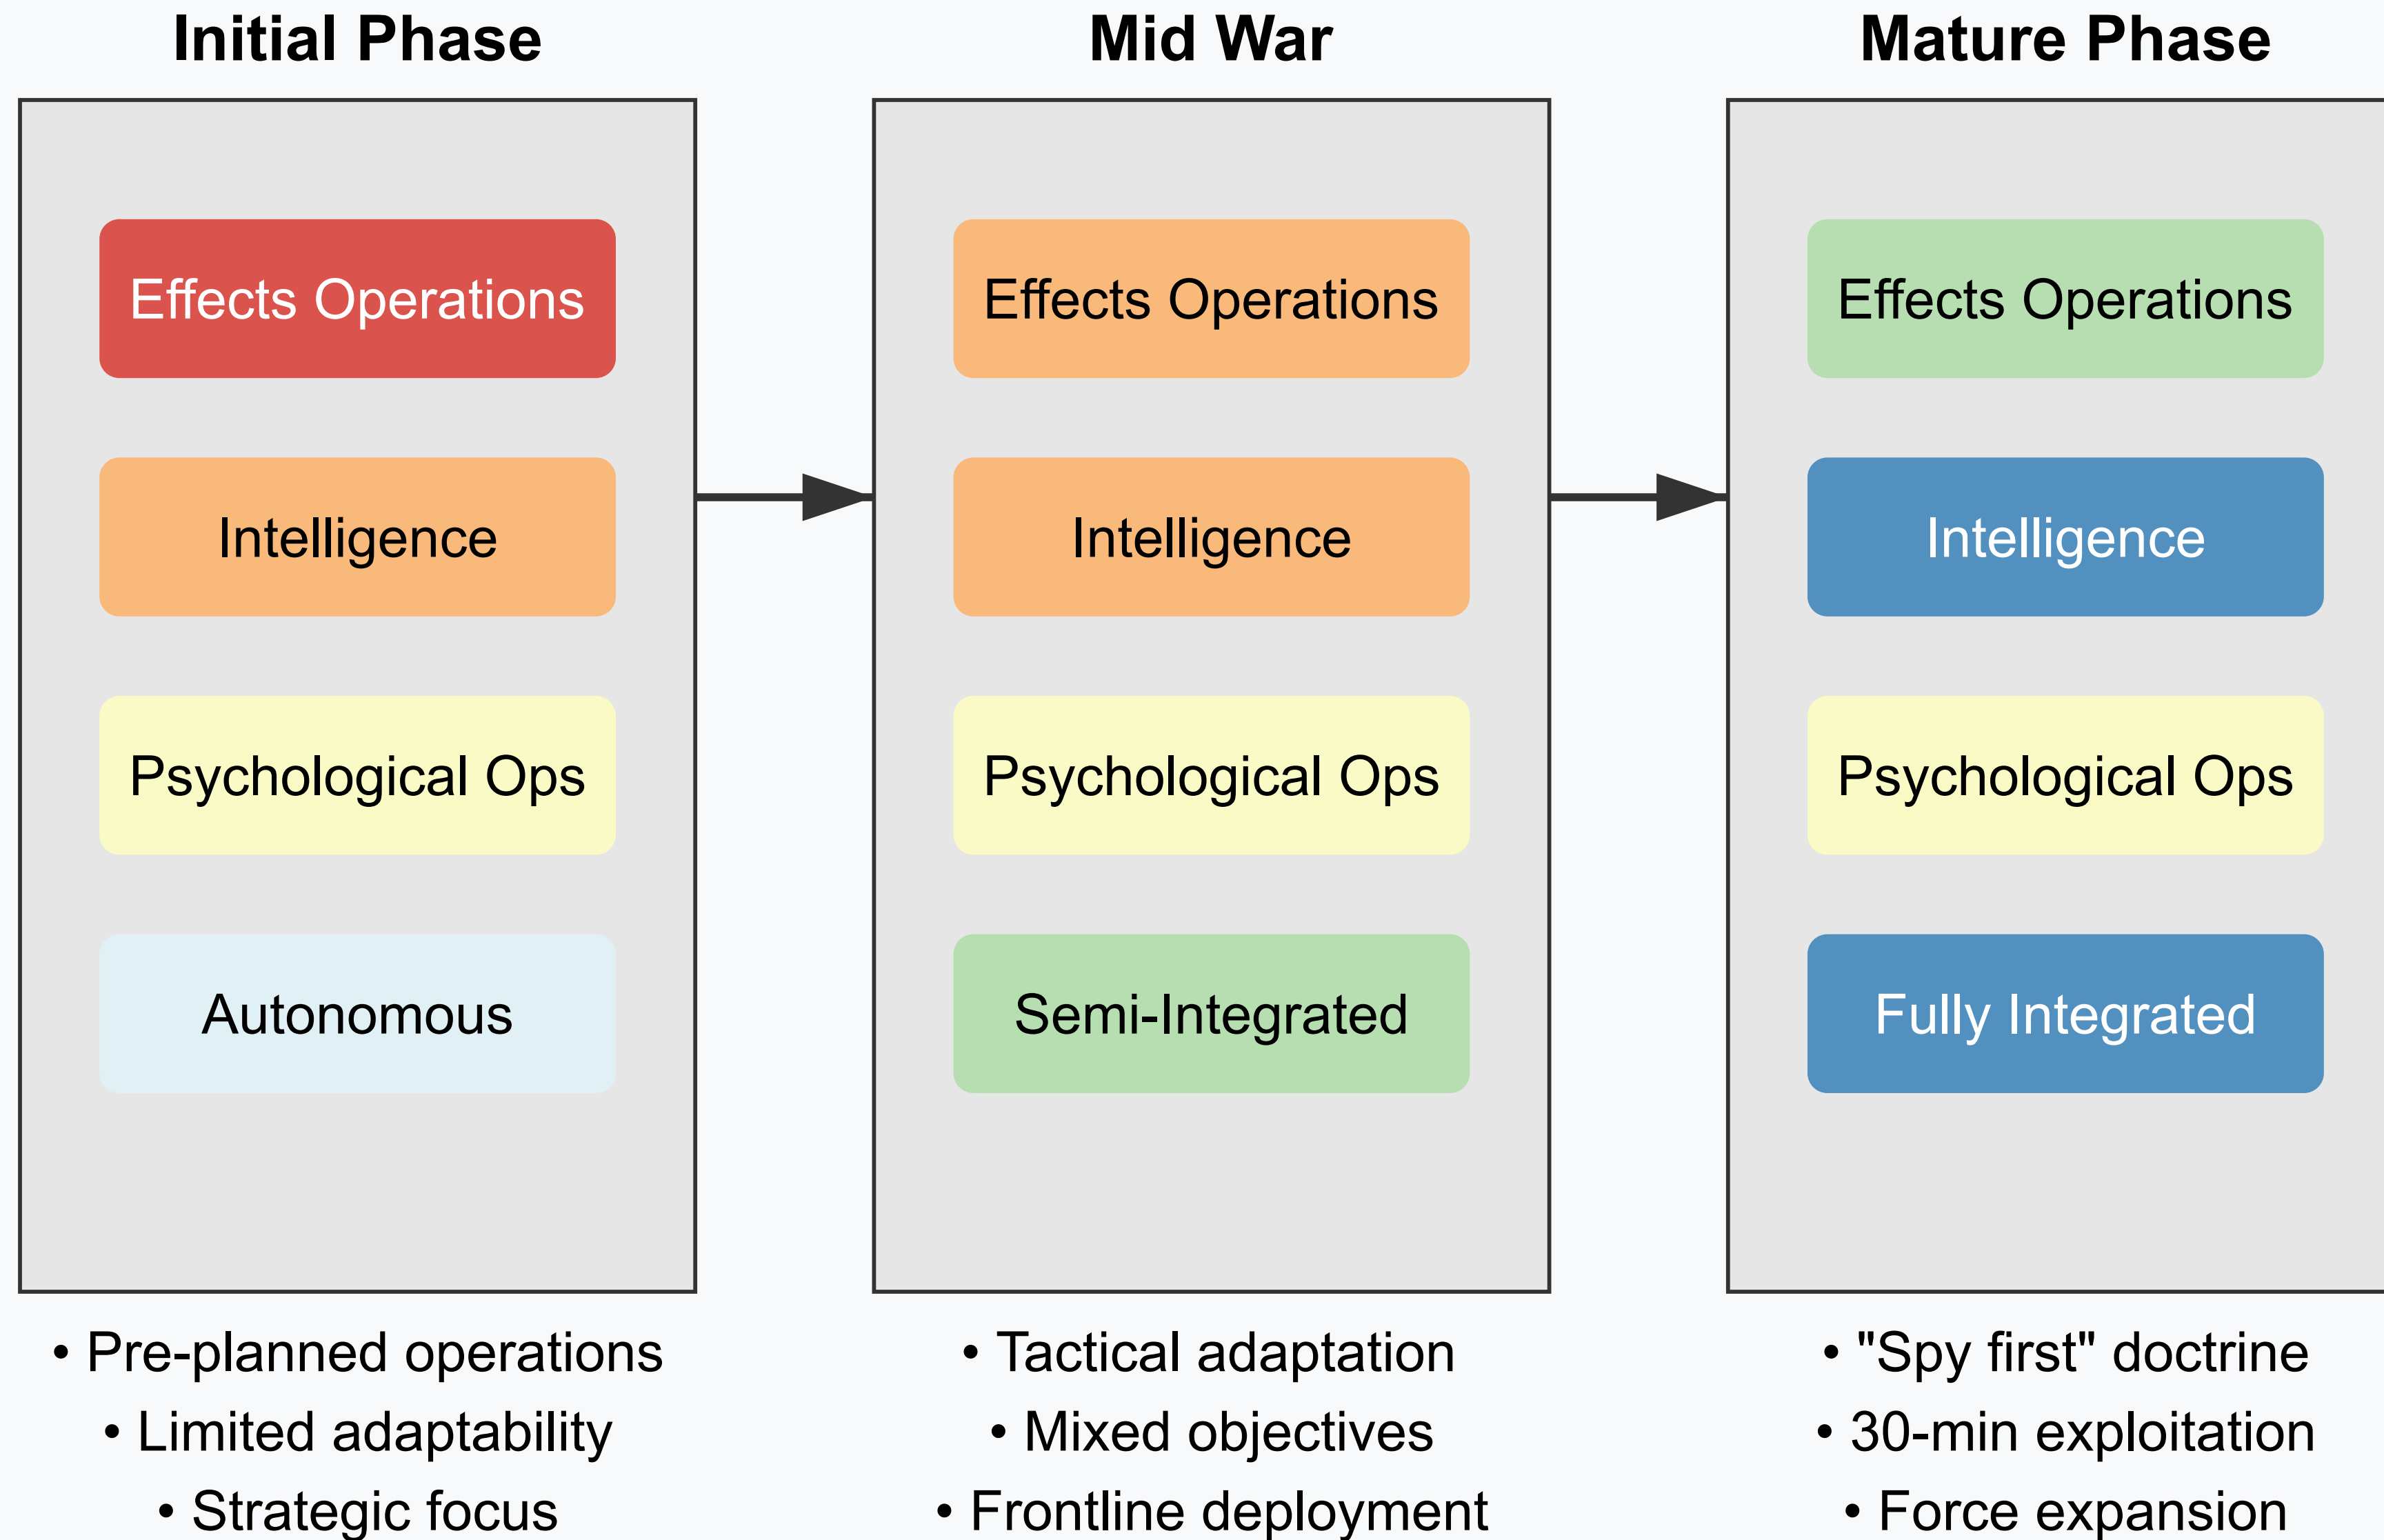 Initial Phase
Effects Operations
Intelligence
Psychological Ops
Autonomous
• Pre-planned operations
• Limited adaptability
• Strategic focus
Mid War
Effects Operations
Intelligence
Psychological Ops
Semi-Integrated
• Tactical adaptation
• Mixed objectives
• Frontline deployment
Mature Phase
Effects Operations
Intelligence
Psychological Ops
Fully Integrated
• "Spy first" doctrine
• 30-min exploitation
• Force expansion